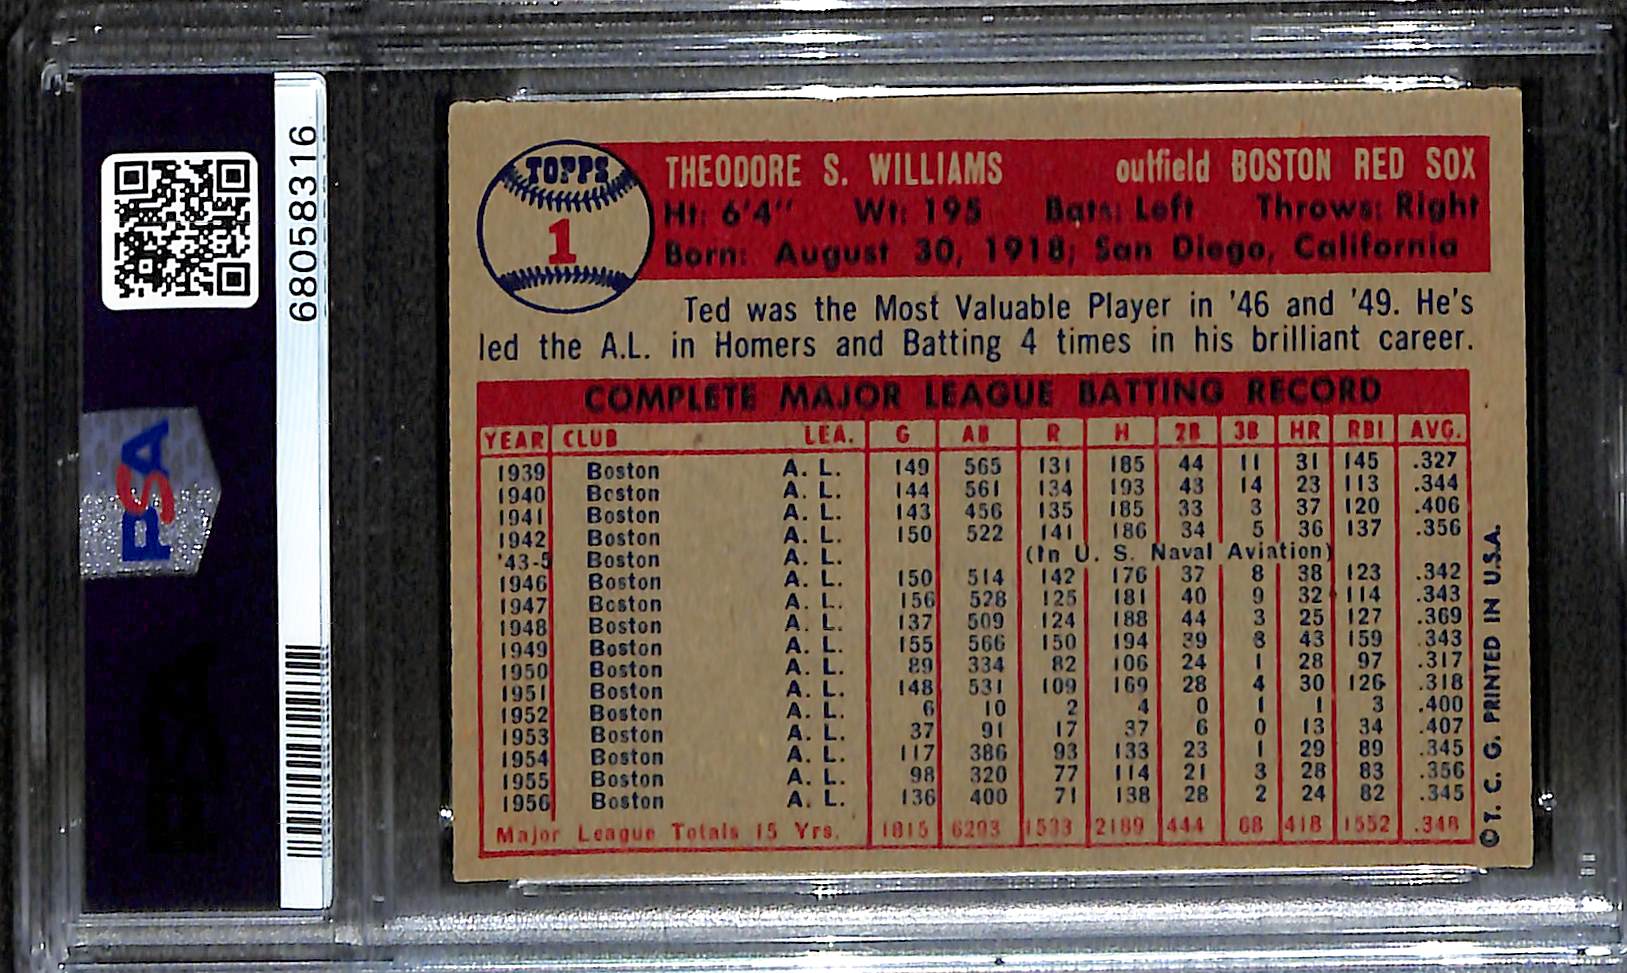 68058316
PSA
TOPPS
1
THEODORE S. WILLIAMS outfield BOSTON RED SOX
Ht: 6'4" Wt: 195 Bats: Left Throws: Right
Born: August 30, 1918; San Diego, California
Ted was the Most Valuable Player in '46 and '49. He's
led the A.L. in Homers and Batting 4 times in his brilliant career.
COMPLETE MAJOR LEAGUE BATTING RECORD
YEAR CLUB LEA. G AB R H 2B 3B HR RBI AVG.
1939 Boston A. L. 149 565 131 185 44 11 31 145 .327
1940 Boston A. L. 144 561 134 193 43 14 23 113 .344
1941 Boston A. L. 143 456 135 185 33 3 37 120 .406
1942 Boston A. L. 150 522 141 186 34 5 36 137 .356
'43-5 Boston A. L. (In U. S. Naval Aviation)
1946 Boston A. L. 150 514 142 176 37 8 38 123 .342
1947 Boston A. L. 156 528 125 181 40 9 32 114 .343
1948 Boston A. L. 137 509 124 188 44 3 25 127 .369
1949 Boston A. L. 155 566 150 194 39 3 43 159 .343
1950 Boston A. L. 89 334 82 106 24 1 28 97 .317
1951 Boston A. L. 148 531 109 169 28 4 30 126 .318
1952 Boston A. L. 6 10 2 4 0 1 1 3 .400
1953 Boston A. L. 37 91 17 37 6 0 13 34 .407
1954 Boston A. L. 117 386 93 133 23 1 29 89 .345
1955 Boston A. L. 98 320 77 114 21 3 28 83 .356
1956 Boston A. L. 136 400 71 138 28 2 24 82 .345
Major League Totals 15 Yrs. 1815 6293 1533 2189 444 68 418 1552 .348
© T. C. G. PRINTED IN U.S.A.